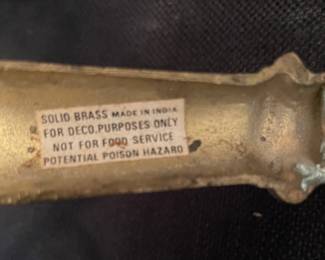 SOLID BRASS MADE IN INDIA
FOR DECO.PURPOSES ONLY
NOT FOR FOOD SERVICE
POTENTIAL POISON HAZARD